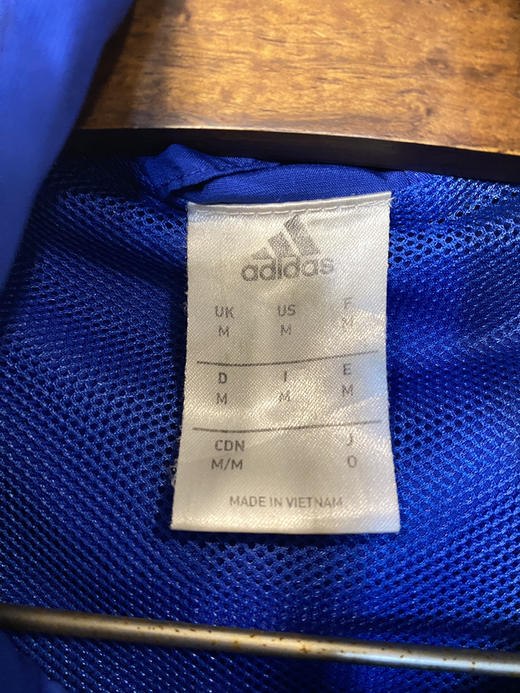 adidas
UK US F
M M M
D I E
M M M
CDN J
M/M O
MADE IN VIETNAM